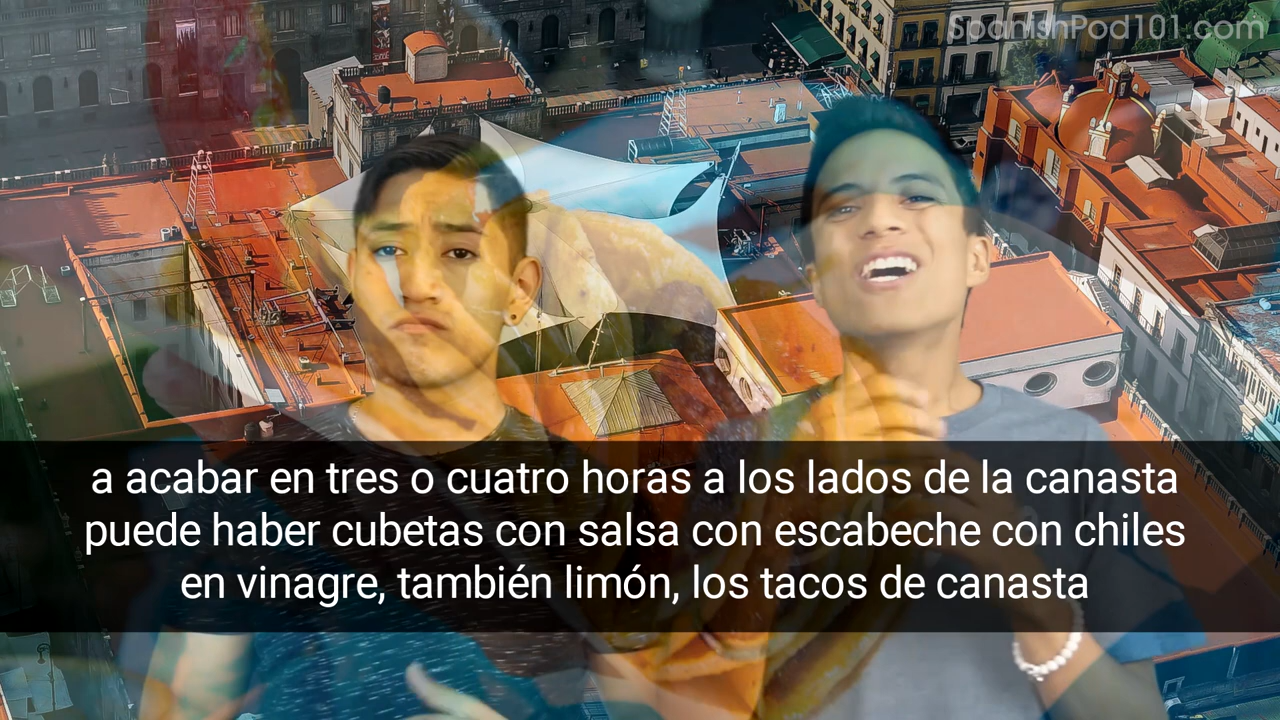 SpanishPod101.com
a acabar en tres o cuatro horas a los lados de la canasta
puede haber cubetas con salsa con escabeche con chiles
en vinagre, también limón, los tacos de canasta